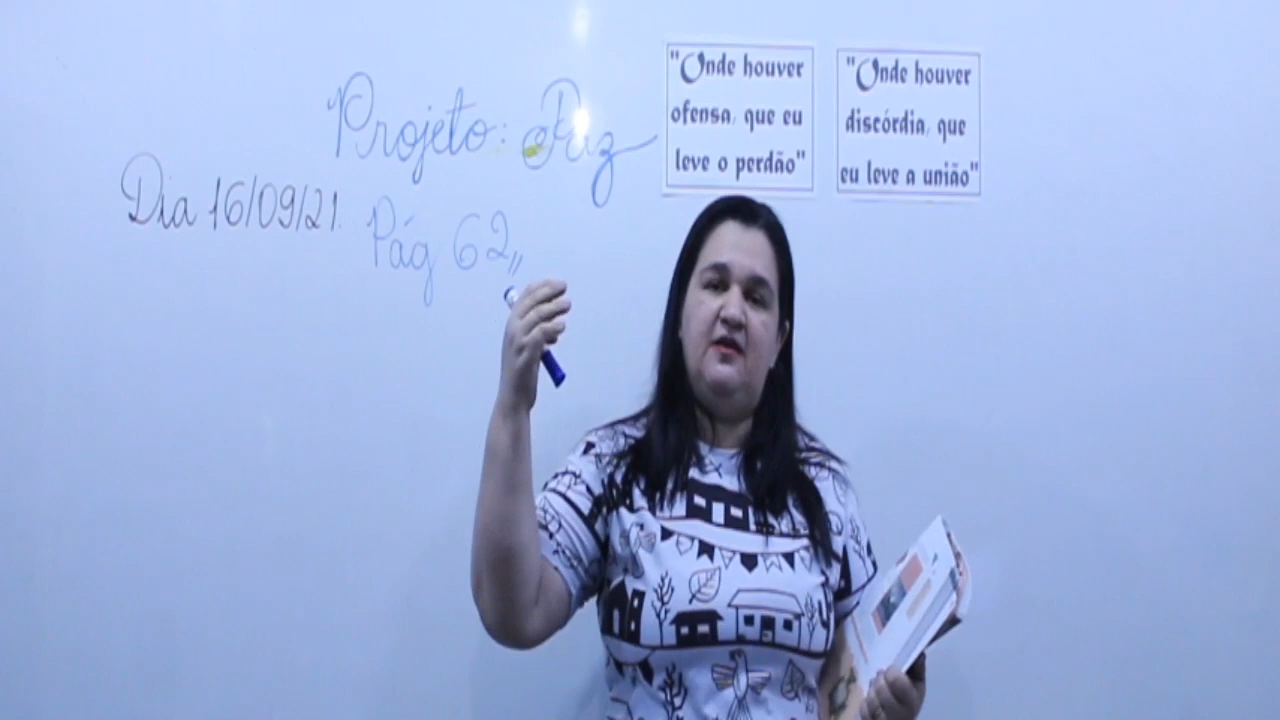 Projeto: Paz
Dia 16/09/21.
Pág 62,,
"Onde houver
ofensa, que eu
leve o perdão"
"Onde houver
discórdia, que
eu leve a união"